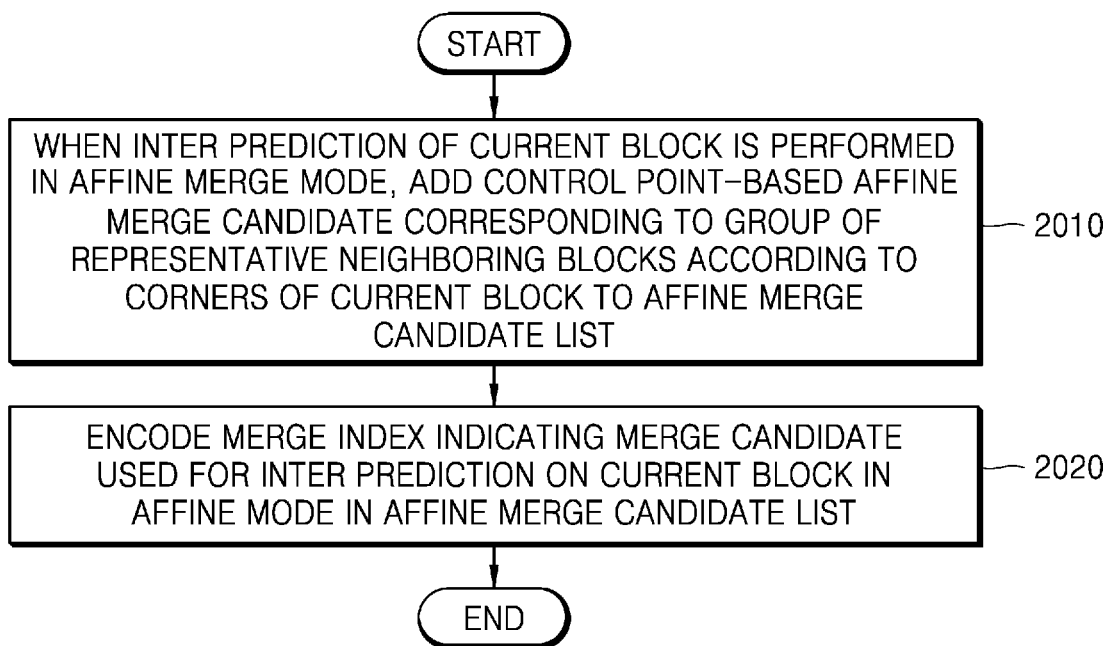 START
WHEN INTER PREDICTION OF CURRENT BLOCK IS PERFORMED
IN AFFINE MERGE MODE, ADD CONTROL POINT-BASED AFFINE
MERGE CANDIDATE CORRESPONDING TO GROUP OF
REPRESENTATIVE NEIGHBORING BLOCKS ACCORDING TO
CORNERS OF CURRENT BLOCK TO AFFINE MERGE
CANDIDATE LIST
2010
ENCODE MERGE INDEX INDICATING MERGE CANDIDATE
USED FOR INTER PREDICTION ON CURRENT BLOCK IN
AFFINE MODE IN AFFINE MERGE CANDIDATE LIST
2020
END